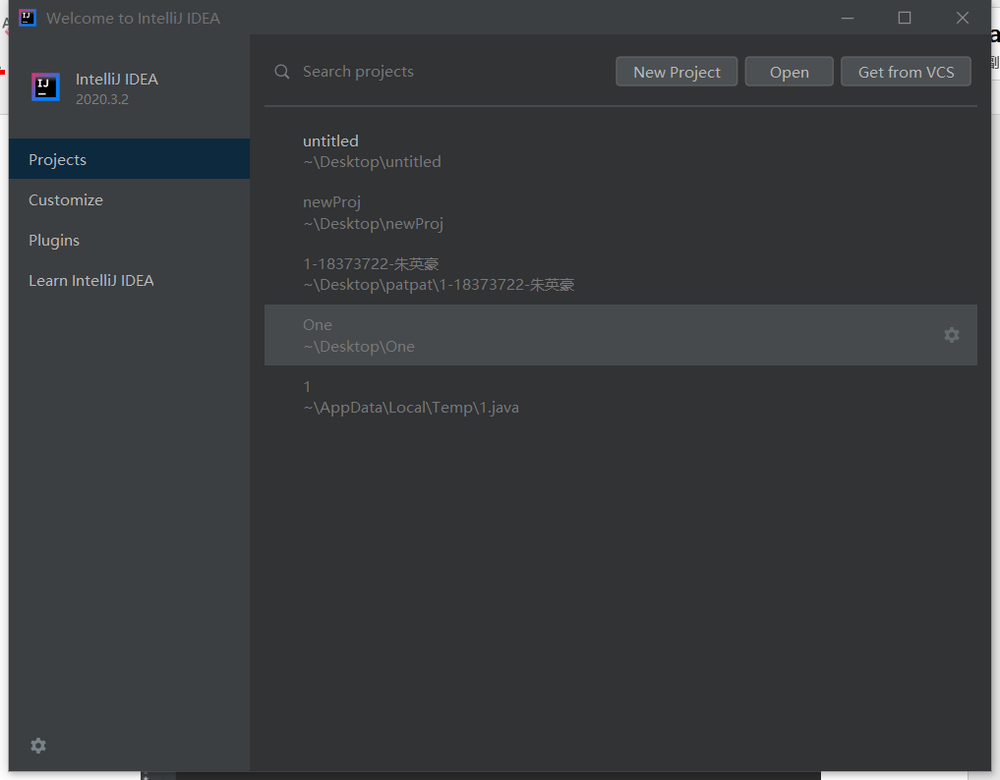 Welcome to IntelliJ IDEA
IntelliJ IDEA
2020.3.2
Projects
Customize
Plugins
Learn IntelliJ IDEA
Search projects
New Project
Open
Get from VCS
untitled
~\Desktop\untitled
newProj
~\Desktop\newProj
1-18373722-朱英豪
~\Desktop\patpat\1-18373722-朱英豪
One
~\Desktop\One
1
~\AppData\Local\Temp\1.java